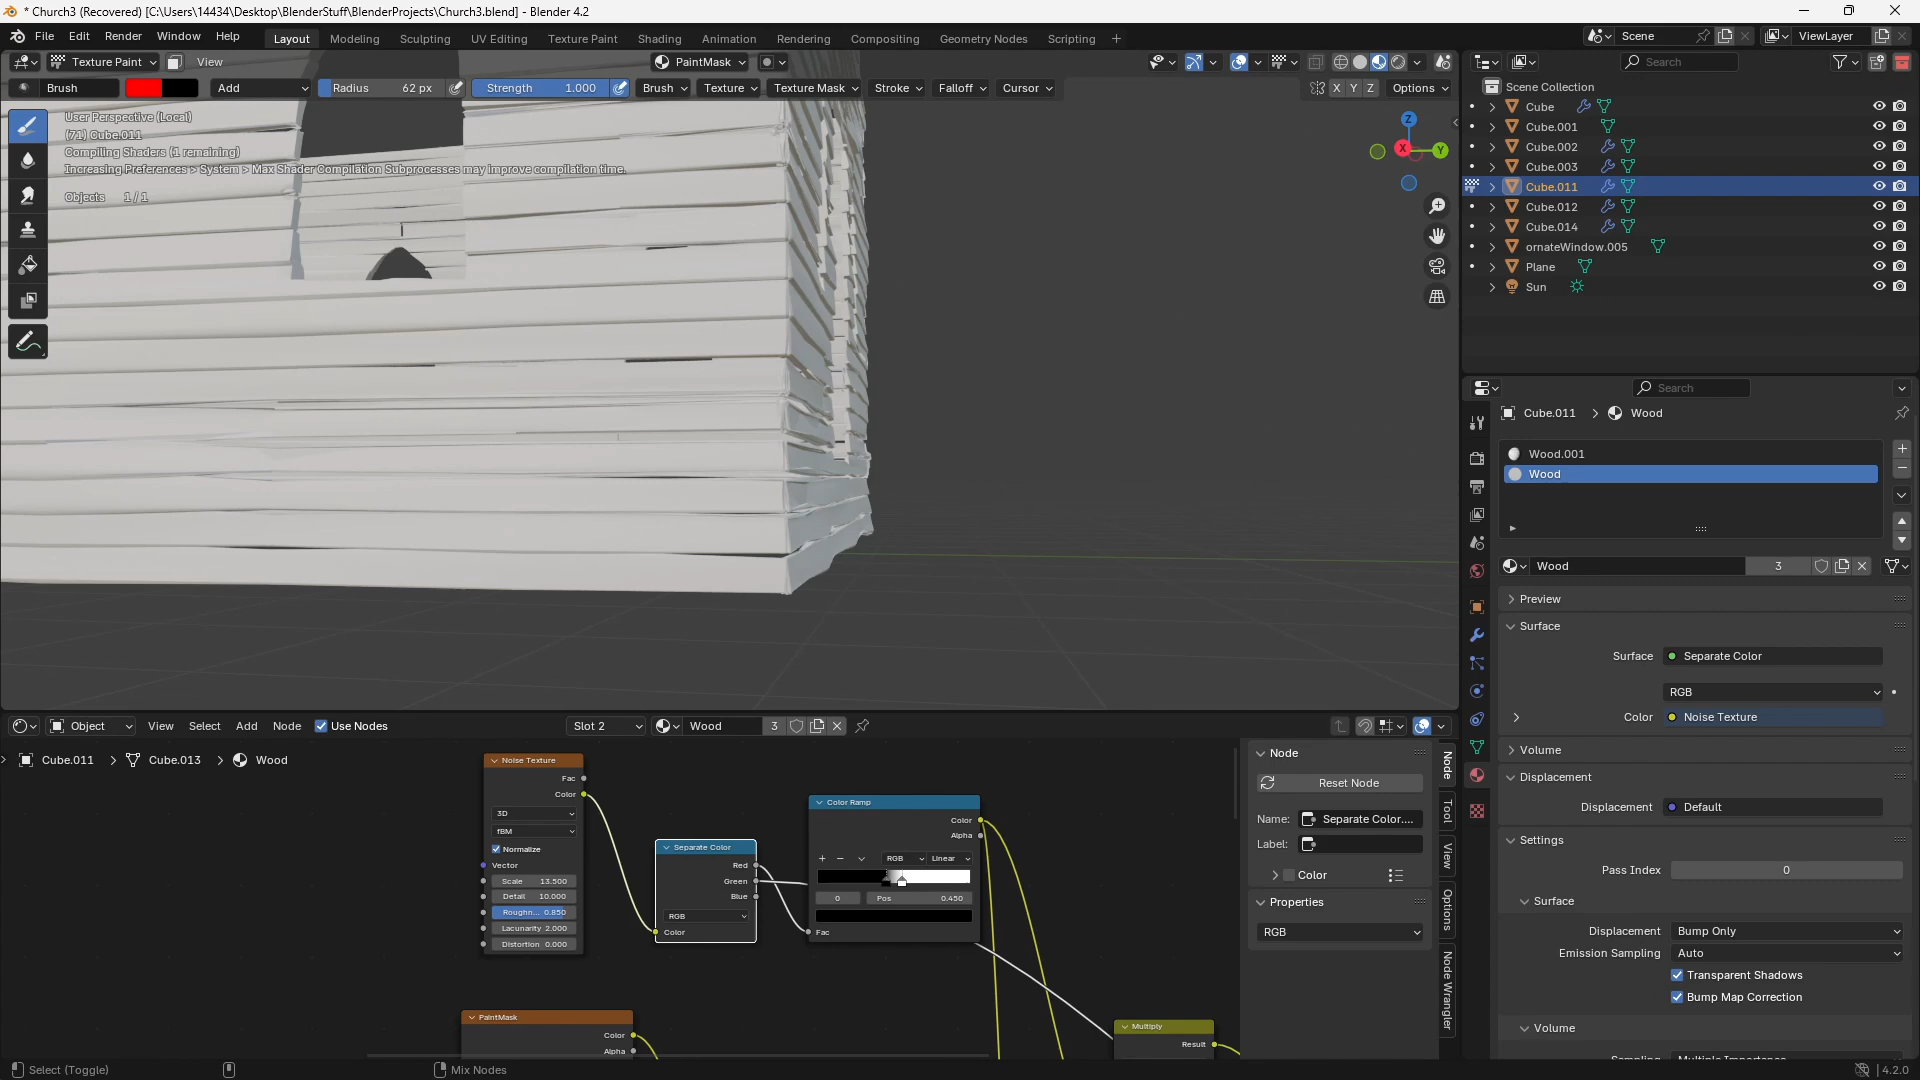 * Church3 (Recovered) [C:\Users\14434\Desktop\BlenderStuff\BlenderProjects\Church3.blend] - Blender 4.2
File Edit Render Window Help Layout Modeling Sculpting UV Editing Texture Paint Shading Animation Rendering Compositing Geometry Nodes Scripting + Scene ViewLayer
Texture Paint View PaintMask Search
Brush Add Radius 62 px Strength 1.000 Brush Texture Texture Mask Stroke Falloff Cursor X Y Z Options
User Perspective (Local)
(71) Cube.011
Compiling Shaders (1 remaining)
Increasing Preferences > System > Max Shader Compilation Subprocesses may improve compilation time.
Objects 1/1
Z
X
Y
Scene Collection
Cube
Cube.001
Cube.002
Cube.003
Cube.011
Cube.012
Cube.014
ornateWindow.005
Plane
Sun
Search
Cube.011 > Wood
Wood.001
Wood
Wood 3
Preview
Surface
Surface Separate Color
RGB
Color Noise Texture
Volume
Displacement
Displacement Default
Settings
Pass Index 0
Surface
Displacement Bump Only
Emission Sampling Auto
Transparent Shadows
Bump Map Correction
Volume
Sampling Multiple Importance
Object View Select Add Node Use Nodes Slot 2 Wood 3
Cube.011 > Cube.013 > Wood
Noise Texture
Fac
Color
3D
fBM
Normalize
Vector
Scale 13.500
Detail 10.000
Roughn... 0.850
Lacunarity 2.000
Distortion 0.000
Separate Color
Red
Green
Blue
RGB
Color
Color Ramp
Color
Alpha
RGB Linear
0 Pos 0.450
Fac
PaintMask
Color
Alpha
Multiply
Result
Node
Reset Node
Name: Separate Color....
Label:
Color
Properties
RGB
Node
Tool
View
Options
Node Wrangler
Select (Toggle) Mix Nodes 4.2.0